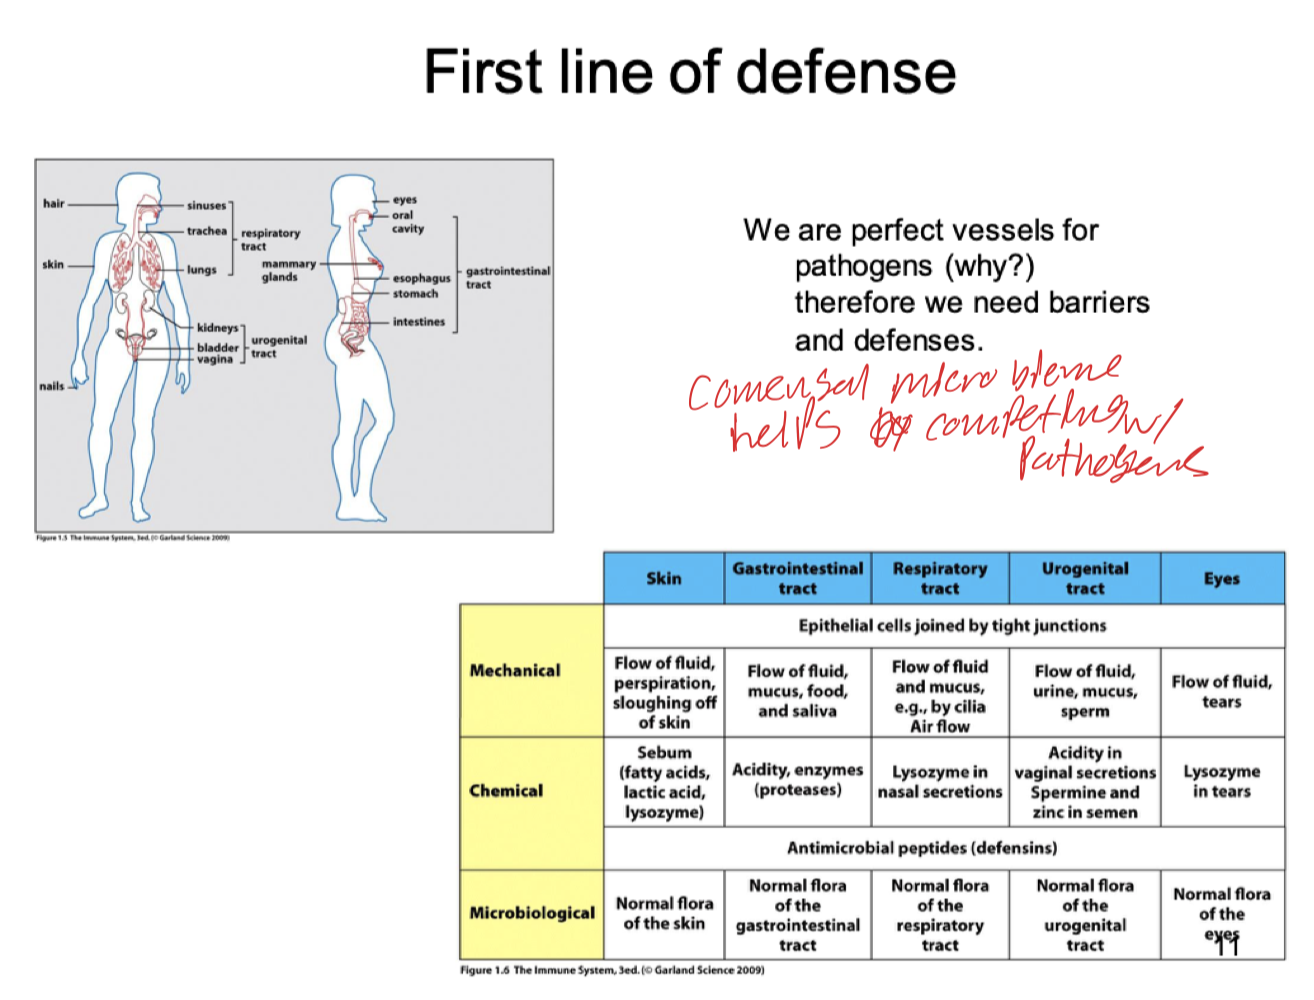 First line of defense
hair
skin
nails
sinuses
trachea
lungs
respiratory
tract
kidneys
bladder
vagina
urogenital
tract
eyes
oral
cavity
mammary
glands
esophagus
stomach
intestines
gastrointestinal
tract
Figure 1.5 The Immune System, 3ed. (© Garland Science 2009)
We are perfect vessels for
pathogens (why?)
therefore we need barriers
and defenses.
Comensal microbieme
helps by competing w/
Pathogens
Skin
Gastrointestinal
tract
Respiratory
tract
Urogenital
tract
Eyes
Mechanical
Epithelial cells joined by tight junctions
Flow of fluid,
perspiration,
sloughing off
of skin
Flow of fluid,
mucus, food,
and saliva
Flow of fluid
and mucus,
e.g., by cilia
Air flow
Flow of fluid,
urine, mucus,
sperm
Flow of fluid,
tears
Chemical
Sebum
(fatty acids,
lactic acid,
lysozyme)
Acidity, enzymes
(proteases)
Lysozyme in
nasal secretions
Acidity in
vaginal secretions
Spermine and
zinc in semen
Lysozyme
in tears
Antimicrobial peptides (defensins)
Microbiological
Normal flora
of the skin
Normal flora
of the
gastrointestinal
tract
Normal flora
of the
respiratory
tract
Normal flora
of the
urogenital
tract
Normal flora
of the
eyes
11
Figure 1.6 The Immune System, 3ed. (© Garland Science 2009)